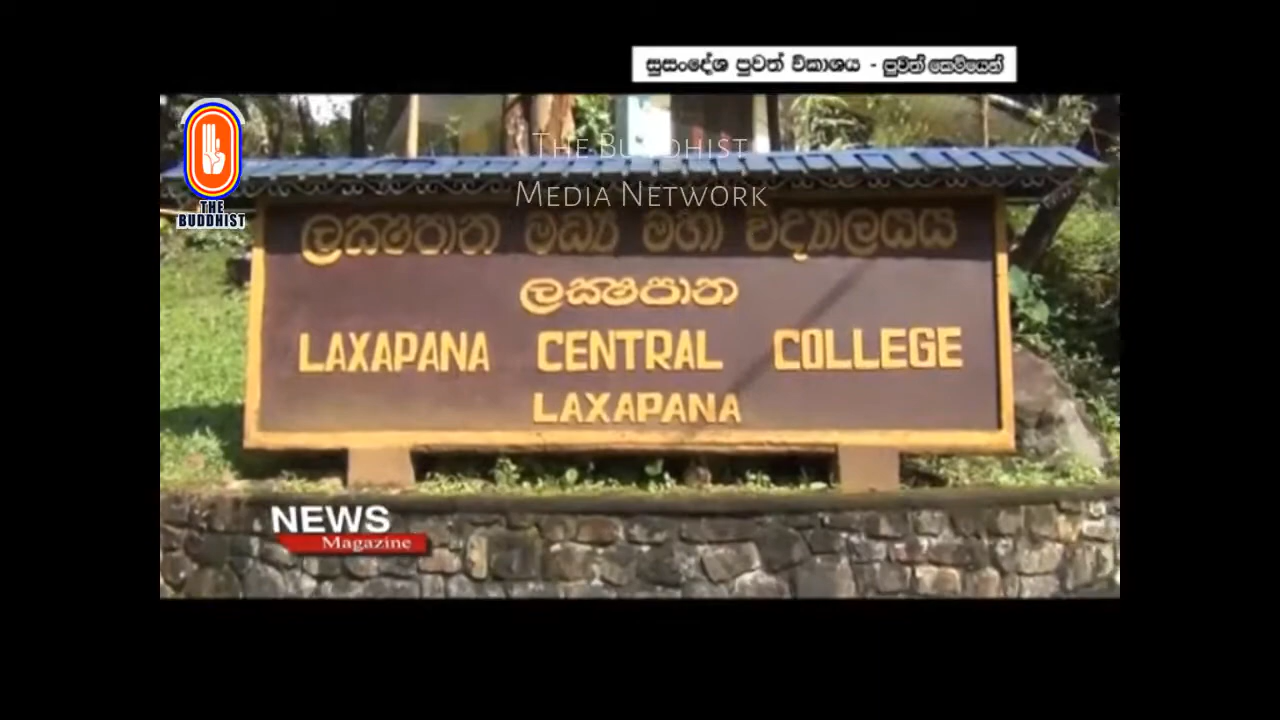 සුසංදේශ පුවත් විකාශය - පුවත් කෙම්යෙන්
THE BUDDHIST
MEDIA NETWORK
THE
BUDDHIST
ලක්ෂපාන මධ්‍ය මහා විද්‍යාලයය
ලක්ෂපාන
LAXAPANA CENTRAL COLLEGE
LAXAPANA
NEWS
Magazine